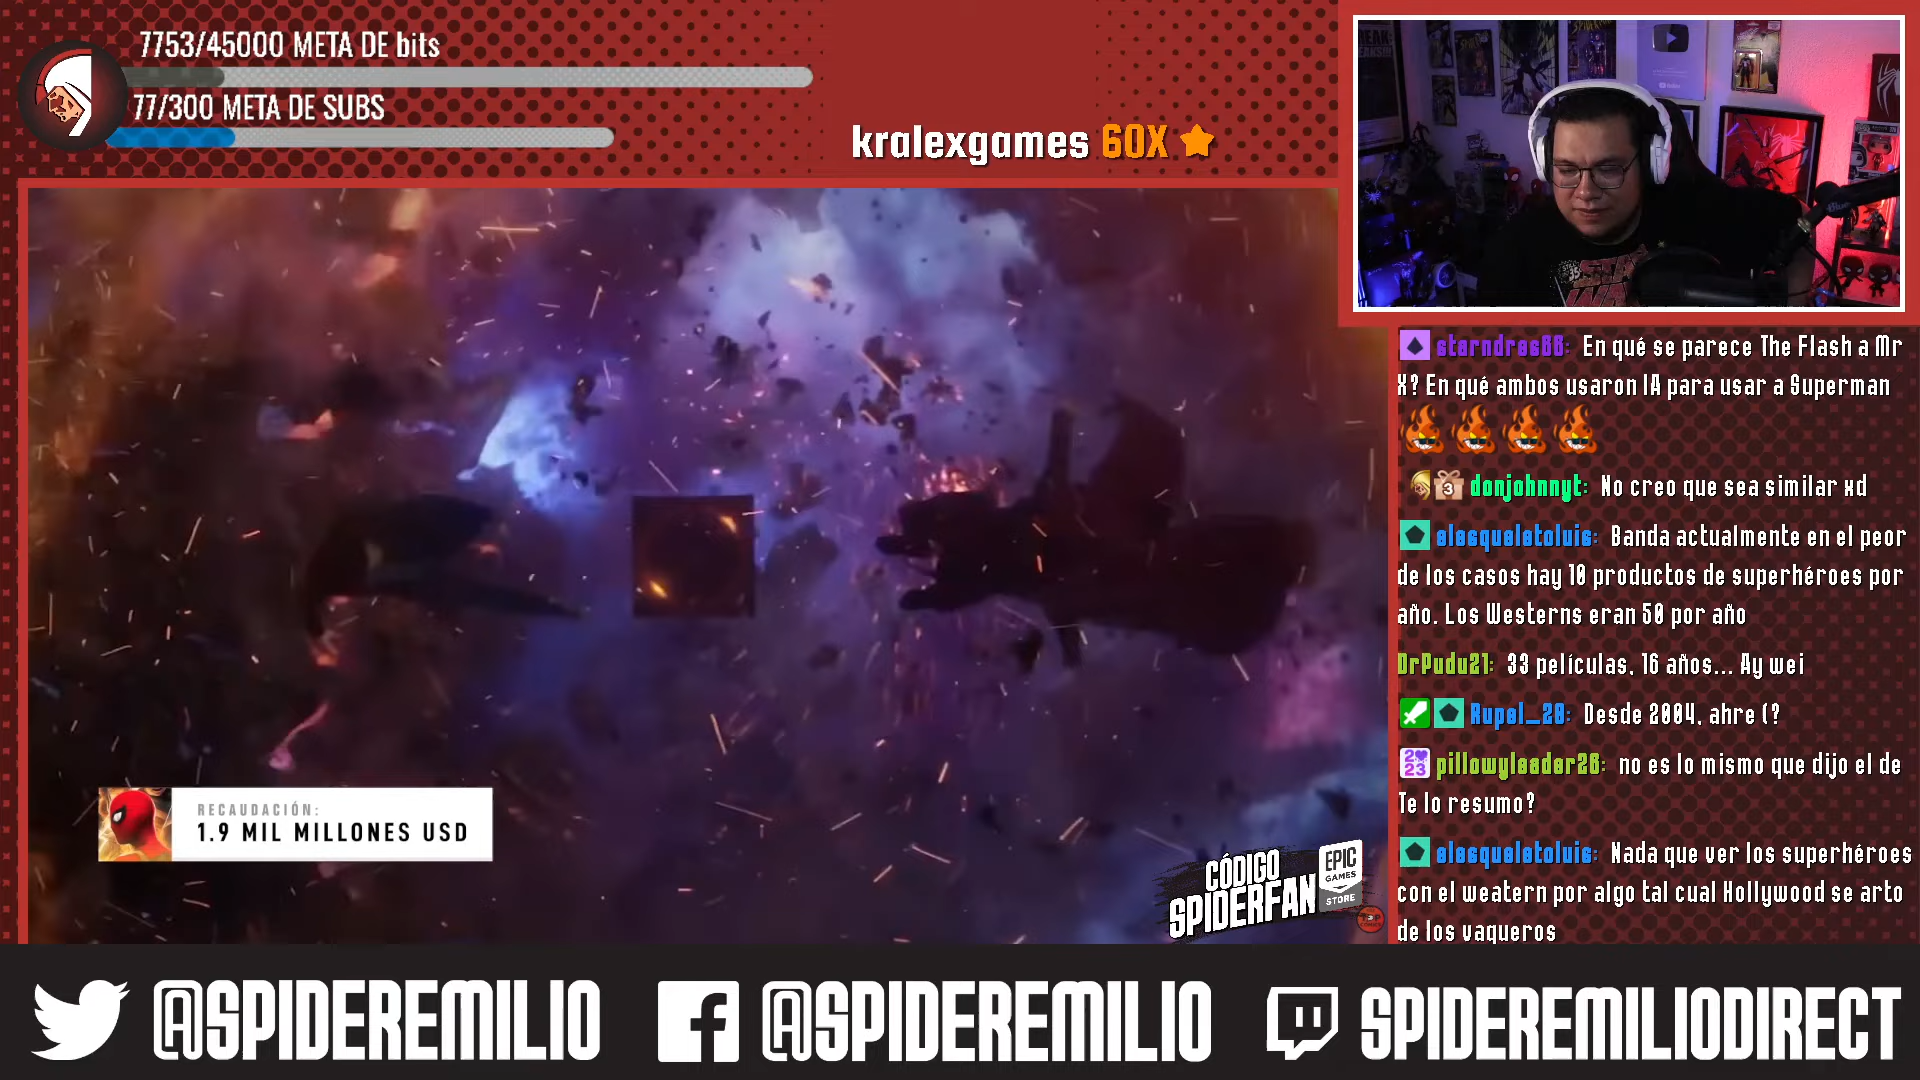 7753/45000 META DE bits
77/300 META DE SUBS
kralexgames 60X
sterndres66: En qué se parece The Flash a Mr
X? En qué ambos usaron IA para usar a Superman
donjohnnyt: No creo que sea similar xd
elesqueletoluis: Banda actualmente en el peor
de los casos hay 10 productos de superhéroes por
año. Los Westerns eran 50 por año
DrPudu21: 33 películas, 16 años... Ay wei
Rupel_20: Desde 2004, ahre (?
pillowyleader26: no es lo mismo que dijo el de
Te lo resumo?
elesqueletoluis: Nada que ver los superhéroes
con el weatern por algo tal cual Hollywood se arto
de los vaqueros
RECAUDACIÓN:
1.9 MIL MILLONES USD
CÓDIGO
SPIDERFAN
EPIC
GAMES
STORE
@SPIDEREMILIO
@SPIDEREMILIO
SPIDEREMILIODIRECT